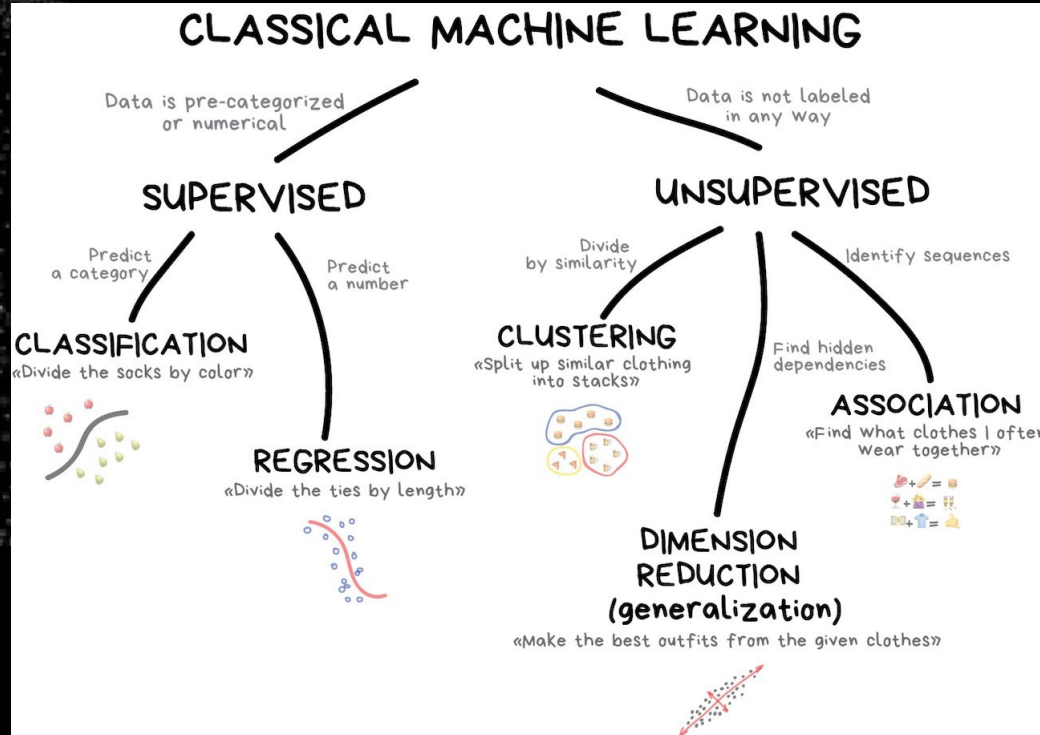 CLASSICAL MACHINE LEARNING
Data is pre-categorized
or numerical
Data is not labeled
in any way
SUPERVISED
UNSUPERVISED
Predict
a category
Predict
a number
Divide
by similarity
Identify sequences
CLASSIFICATION
«Divide the socks by color»
CLUSTERING
«Split up similar clothing
into stacks»
Find hidden
dependencies
ASSOCIATION
«Find What clothes I often
Wear together»
REGRESSION
«Divide the ties by length»
+ =
+ =
+ =
DIMENSION
REDUCTION
(generalization)
«Make the best outfits from the given clothes»